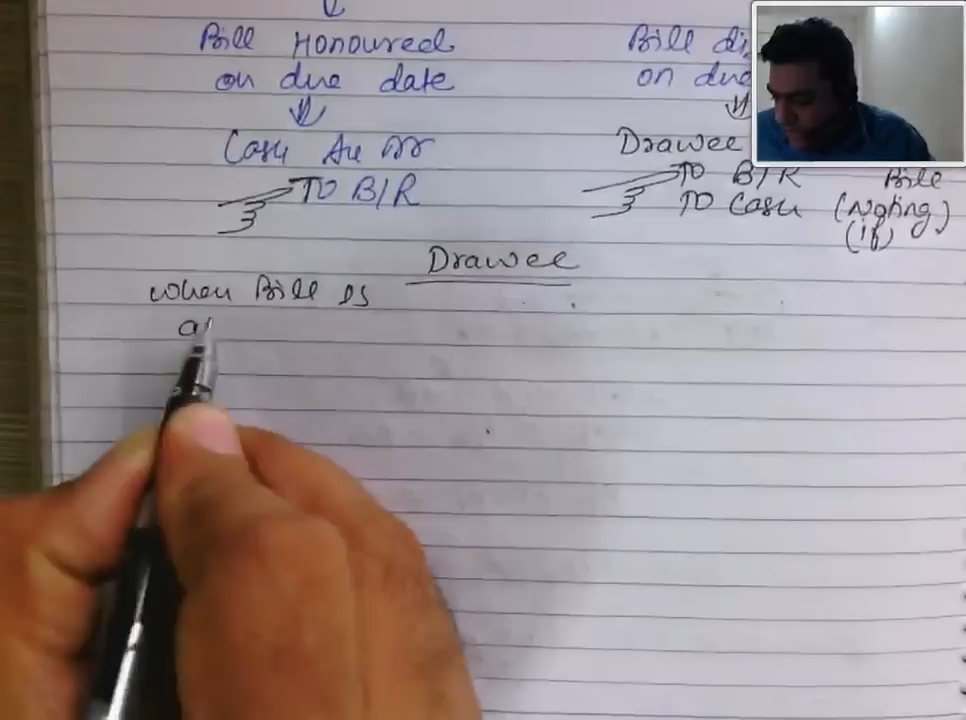 Bill Honoured
on due date
Cash A/c Dr
TO B/R
Bill di
on due
Drawee
TO B/R Bill
TO Cash (Noting)
(if)
Drawee
when Bill is